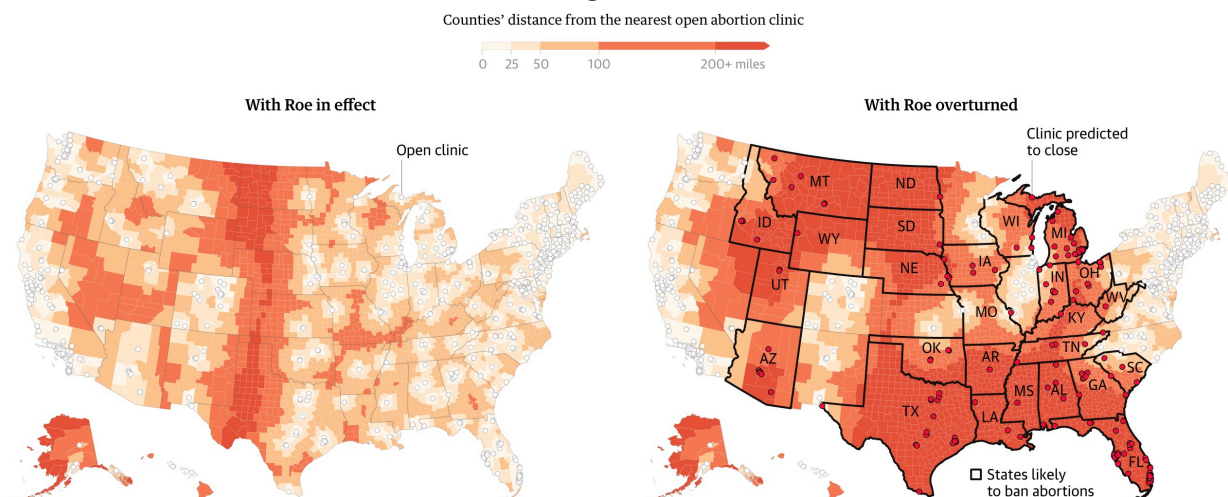 Counties' distance from the nearest open abortion clinic
0 25 50 100 200+ miles
With Roe in effect
With Roe overturned
Open clinic
Clinic predicted
to close
MT
ND
ID
SD
WI
MI
WY
NE
IA
UT
IN
OH
WV
MO
KY
AZ
OK
AR
TN
SC
TX
MS
AL
GA
LA
FL
States likely
to ban abortions